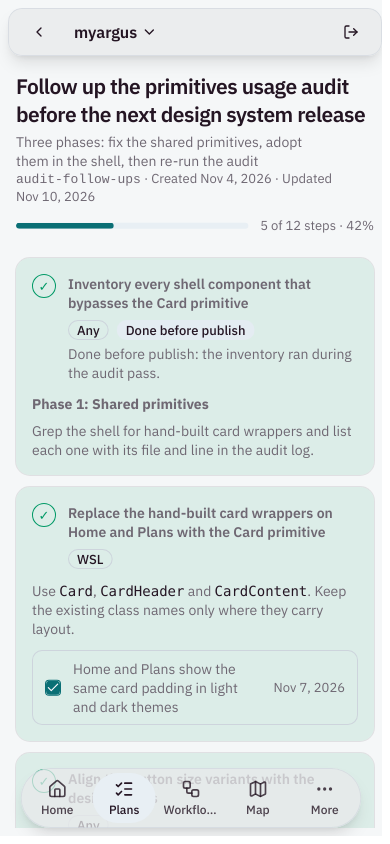 myargus
Follow up the primitives usage audit
before the next design system release
Three phases: fix the shared primitives, adopt
them in the shell, then re-run the audit
audit-follow-ups · Created Nov 4, 2026 · Updated
Nov 10, 2026
5 of 12 steps · 42%
Inventory every shell component that
bypasses the Card primitive
Any Done before publish
Done before publish: the inventory ran during
the audit pass.
Phase 1: Shared primitives
Grep the shell for hand-built card wrappers and list
each one with its file and line in the audit log.
Replace the hand-built card wrappers on
Home and Plans with the Card primitive
WSL
Use Card, CardHeader and CardContent. Keep
the existing class names only where they carry
layout.
Home and Plans show the
same card padding in light
and dark themes
Nov 7, 2026
Align button size variants with the
Any
Home Plans Workflo... Map More